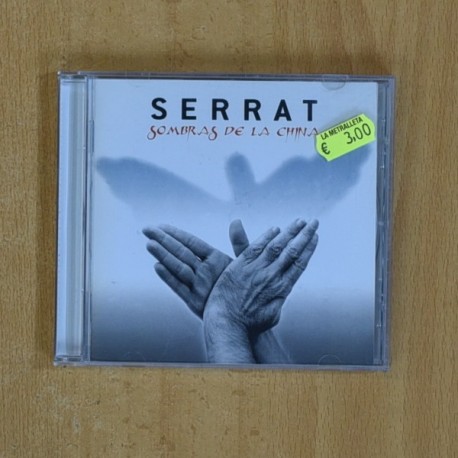 SERRAT
SOMBRAS DE LA CHINA
LA METRALLETA
€ 3,00